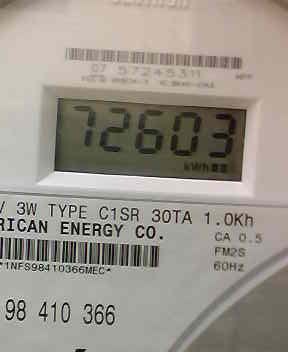 07 57245311
72603
kWh
V 3W TYPE C1SR 30TA 1.0Kh
RICAN ENERGY CO.
CA 0.5
FM2S
60Hz
*1NFS98410366MEC*
98 410 366